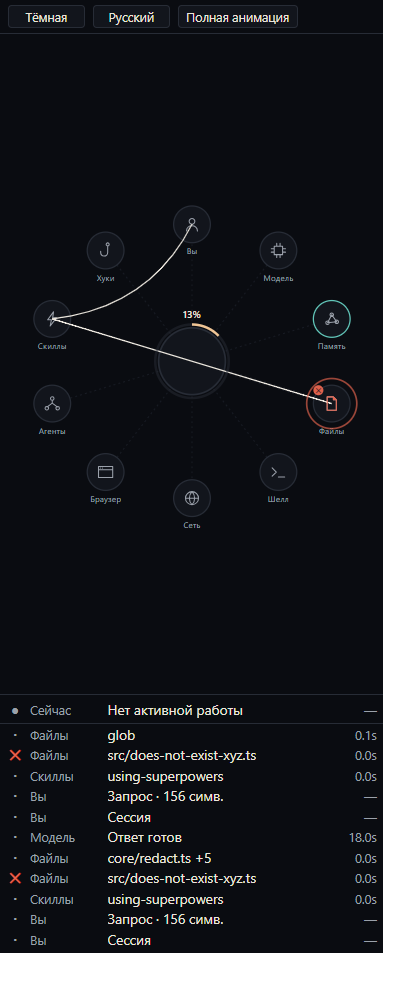 Тёмная Русский Полная анимация
Вы
Хуки
Модель
13%
Скиллы
Память
Агенты
Файлы
Браузер
Шелл
Сеть
Сейчас Нет активной работы —
Файлы glob 0.1s
Файлы src/does-not-exist-xyz.ts 0.0s
Скиллы using-superpowers 0.0s
Вы Запрос · 156 симв. —
Вы Сессия —
Модель Ответ готов 18.0s
Файлы core/redact.ts +5 0.0s
Файлы src/does-not-exist-xyz.ts 0.0s
Скиллы using-superpowers 0.0s
Вы Запрос · 156 симв. —
Вы Сессия —